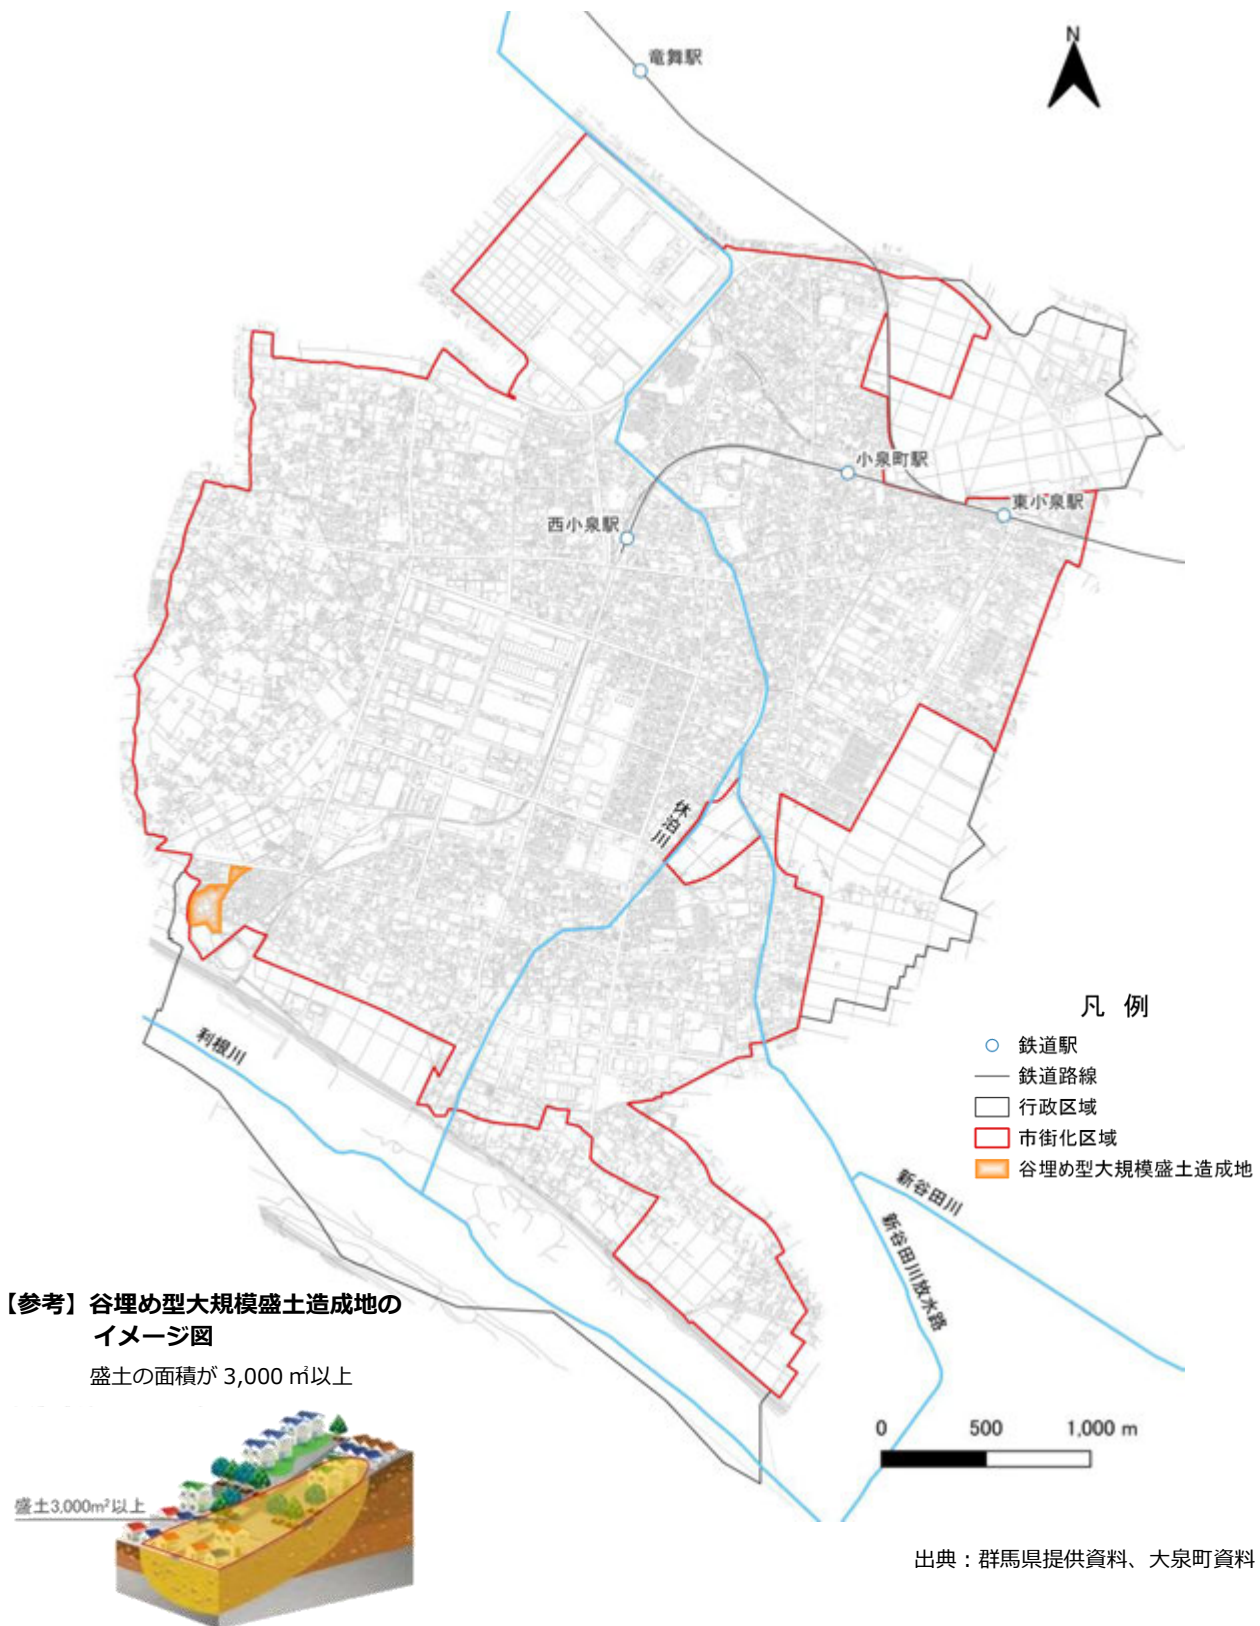 N
竜舞駅
小泉町駅
東小泉駅
西小泉駅
休泊川
利根川
凡 例
鉄道駅
鉄道路線
行政区域
市街化区域
谷埋め型大規模盛土造成地
新谷田川
新谷田川放水路
【参考】谷埋め型大規模盛土造成地の
イメージ図
盛土の面積が 3,000 ㎡以上
0 500 1,000 m
盛土3,000m²以上
出典：群馬県提供資料、大泉町資料